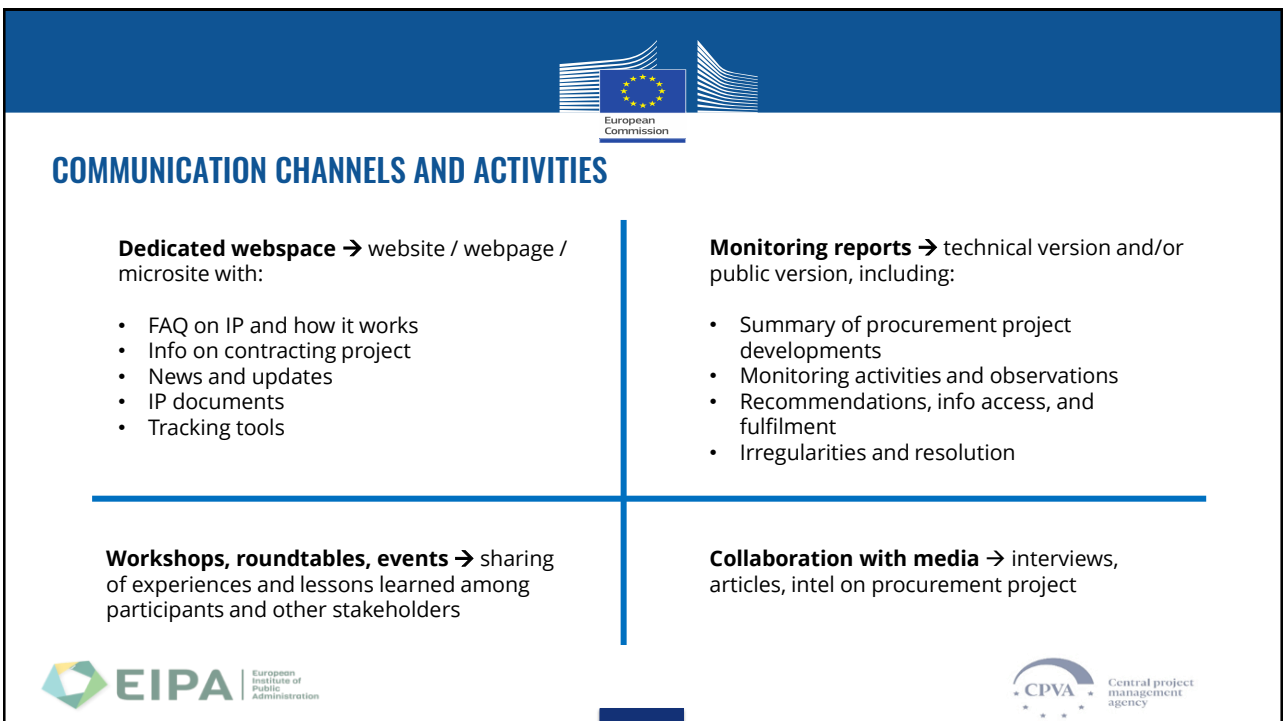 European
Commission
COMMUNICATION CHANNELS AND ACTIVITIES
Dedicated webspace → website / webpage /
microsite with:
• FAQ on IP and how it works
• Info on contracting project
• News and updates
• IP documents
• Tracking tools
Monitoring reports → technical version and/or
public version, including:
• Summary of procurement project
developments
• Monitoring activities and observations
• Recommendations, info access, and
fulfilment
• Irregularities and resolution
Workshops, roundtables, events → sharing
of experiences and lessons learned among
participants and other stakeholders
Collaboration with media → interviews,
articles, intel on procurement project
EIPA
European
Institute of
Public
Administration
CPVA
Central project
management
agency